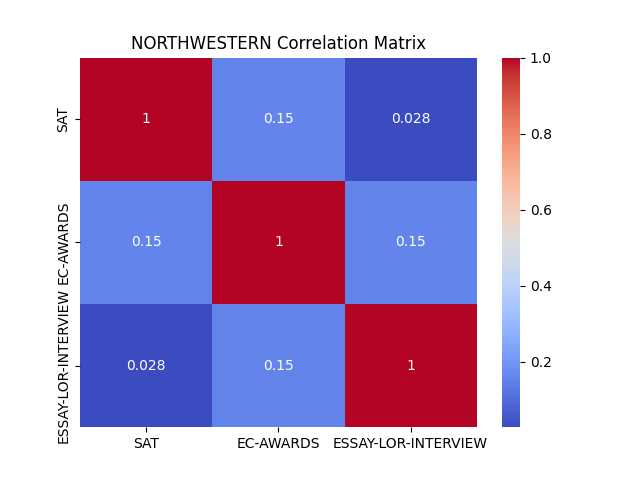 NORTHWESTERN Correlation Matrix
SAT
1
0.15
0.028
EC-AWARDS
0.15
1
0.15
ESSAY-LOR-INTERVIEW
0.028
0.15
1
SAT
EC-AWARDS
ESSAY-LOR-INTERVIEW
1.0
0.8
0.6
0.4
0.2